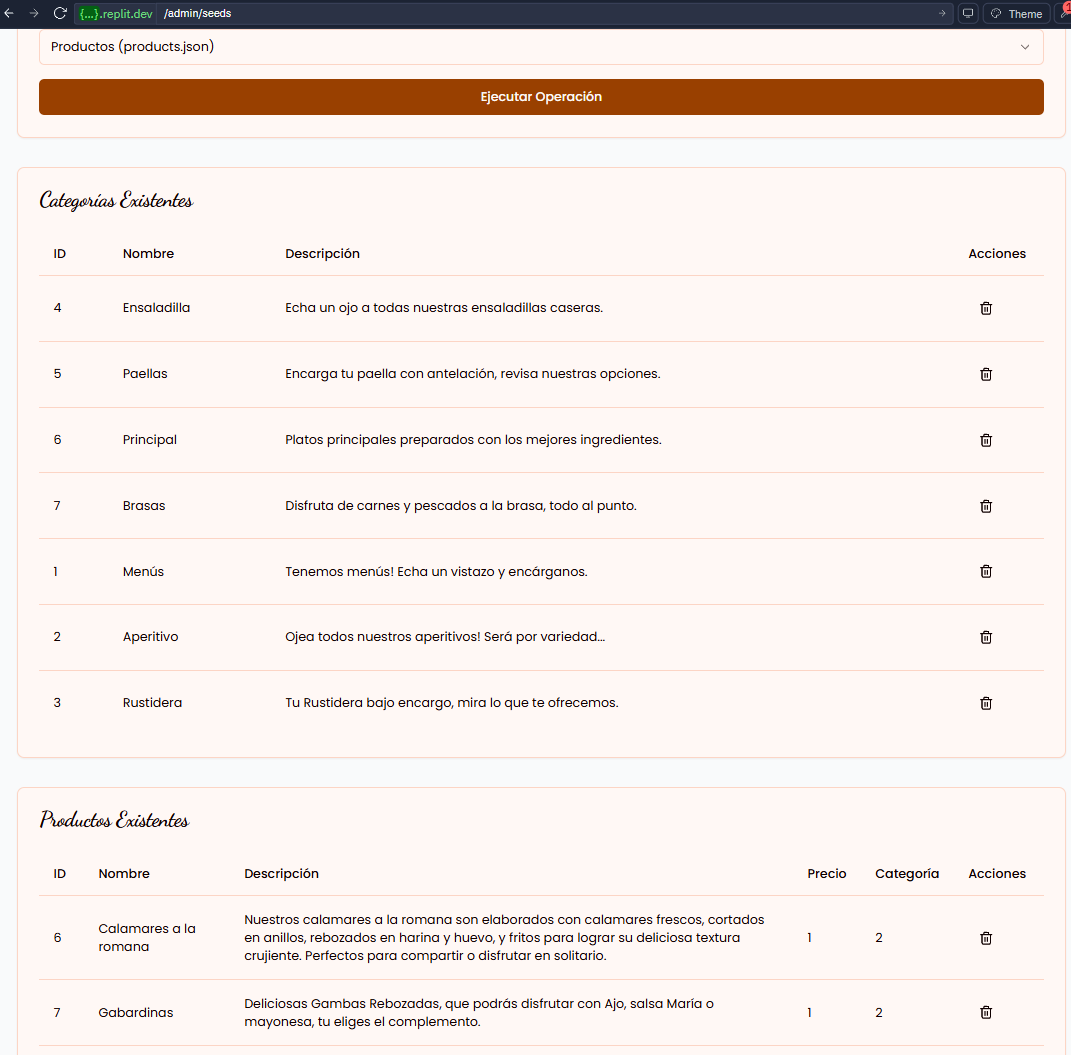 {...}.replit.dev /admin/seeds
Theme
1
Productos (products.json)
Ejecutar Operación
Categorías Existentes
ID Nombre Descripción Acciones
4 Ensaladilla Echa un ojo a todas nuestras ensaladillas caseras.
5 Paellas Encarga tu paella con antelación, revisa nuestras opciones.
6 Principal Platos principales preparados con los mejores ingredientes.
7 Brasas Disfruta de carnes y pescados a la brasa, todo al punto.
1 Menús Tenemos menús! Echa un vistazo y encárganos.
2 Aperitivo Ojea todos nuestros aperitivos! Será por variedad...
3 Rustidera Tu Rustidera bajo encargo, mira lo que te ofrecemos.
Productos Existentes
ID Nombre Descripción Precio Categoría Acciones
6 Calamares a la
romana
Nuestros calamares a la romana son elaborados con calamares frescos, cortados
en anillos, rebozados en harina y huevo, y fritos para lograr su deliciosa textura
crujiente. Perfectos para compartir o disfrutar en solitario.
1 2
7 Gabardinas
Deliciosas Gambas Rebozadas, que podrás disfrutar con Ajo, salsa María o
mayonesa, tu eliges el complemento.
1 2